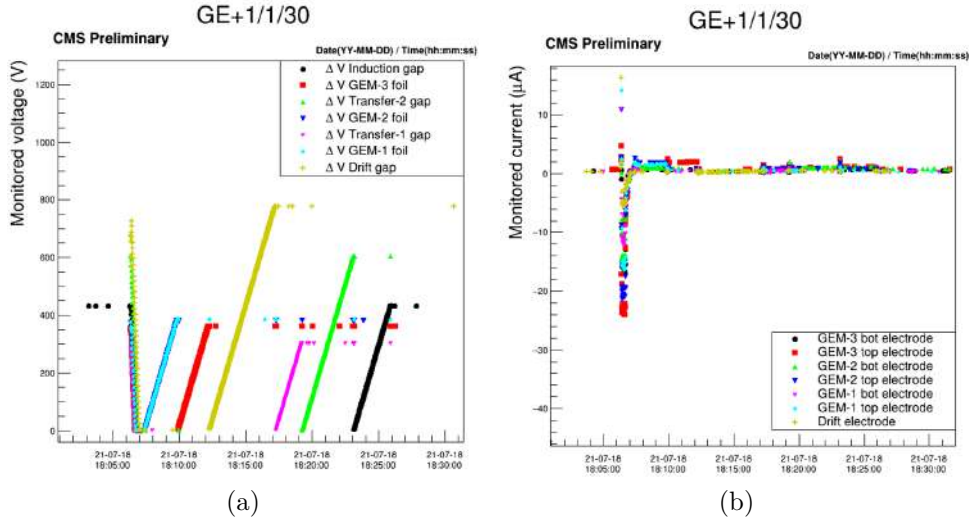 GE+1/1/30
CMS Preliminary
Date(YY-MM-DD) / Time(hh:mm:ss)
Monitored voltage (V)
1200
1000
800
600
400
200
0
Δ V Induction gap
Δ V GEM-3 foil
Δ V Transfer-2 gap
Δ V GEM-2 foil
Δ V Transfer-1 gap
Δ V GEM-1 foil
Δ V Drift gap
21-07-18 21-07-18 21-07-18 21-07-18 21-07-18 21-07-18
18:05:00 18:10:00 18:15:00 18:20:00 18:25:00 18:30:00
(a)
GE+1/1/30
CMS Preliminary
Date(YY-MM-DD) / Time(hh:mm:ss)
Monitored current (μA)
10
0
−10
−20
−30
−40
GEM-3 bot electrode
GEM-3 top electrode
GEM-2 bot electrode
GEM-2 top electrode
GEM-1 bot electrode
GEM-1 top electrode
Drift electrode
21-07-18 21-07-18 21-07-18 21-07-18 21-07-18 21-07-18
18:05:00 18:10:00 18:15:00 18:20:00 18:25:00 18:30:00
(b)